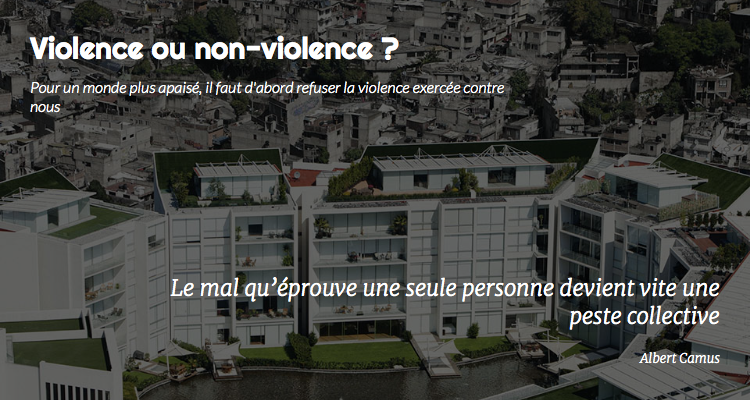 Violence ou non-violence ?
Pour un monde plus apaisé, il faut d'abord refuser la violence exercée contre
nous
Le mal qu’éprouve une seule personne devient vite une
peste collective
Albert Camus